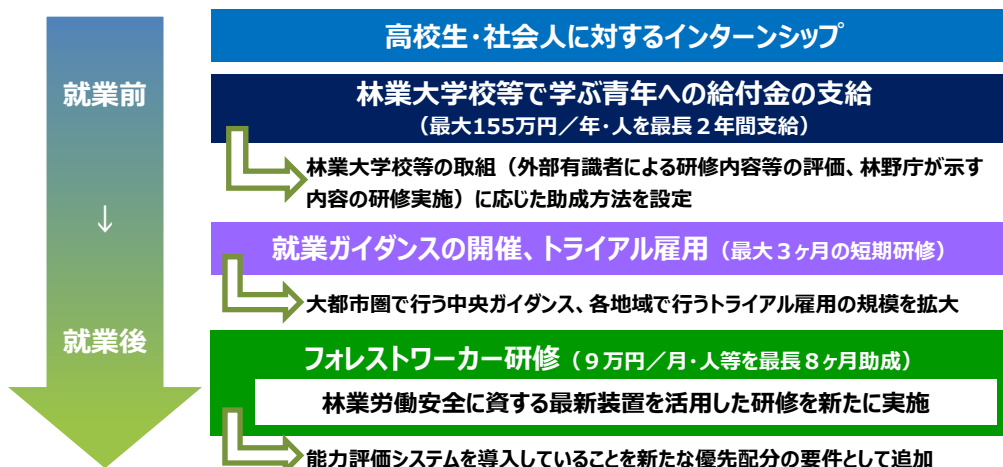 高校生・社会人に対するインターンシップ
就業前
林業大学校等で学ぶ青年への給付金の支給
（最大155万円／年・人を最長２年間支給）
林業大学校等の取組（外部有識者による研修内容等の評価、林野庁が示す
内容の研修実施）に応じた助成方法を設定
↓
就業ガイダンスの開催、トライアル雇用（最大３ヶ月の短期研修）
大都市圏で行う中央ガイダンス、各地域で行うトライアル雇用の規模を拡大
就業後
フォレストワーカー研修（９万円／月・人等を最長８ヶ月助成）
林業労働安全に資する最新装置を活用した研修を新たに実施
能力評価システムを導入していることを新たな優先配分の要件として追加